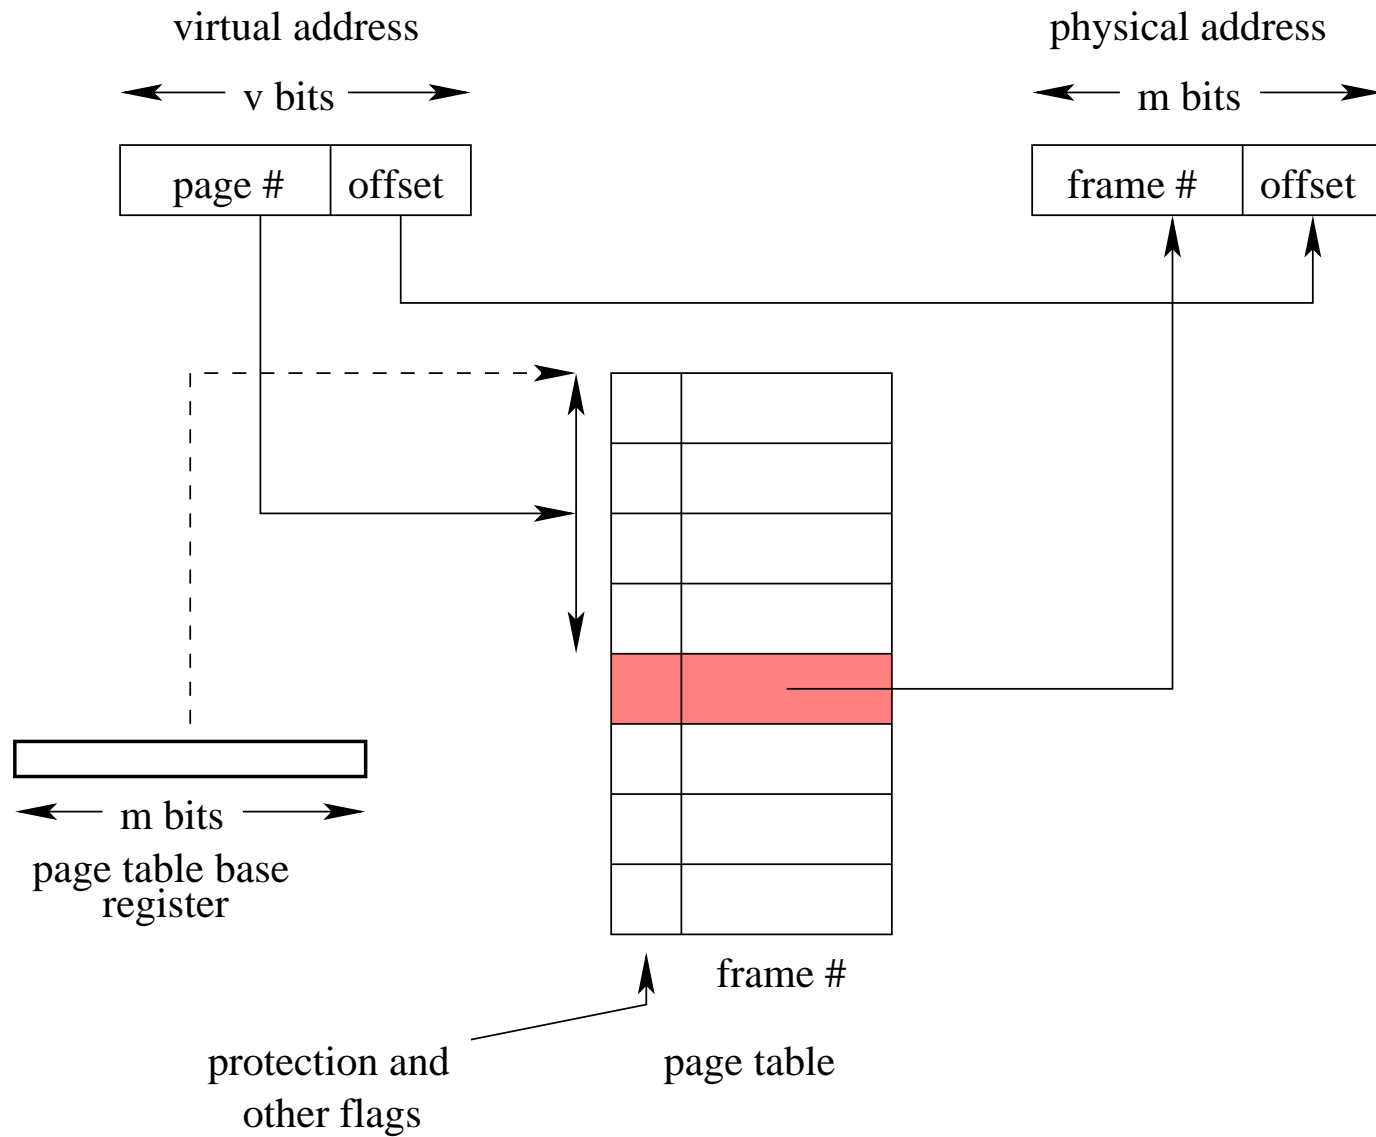 virtual address
physical address
v bits
m bits
page #
offset
frame #
offset
m bits
page table base
register
frame #
protection and
other flags
page table